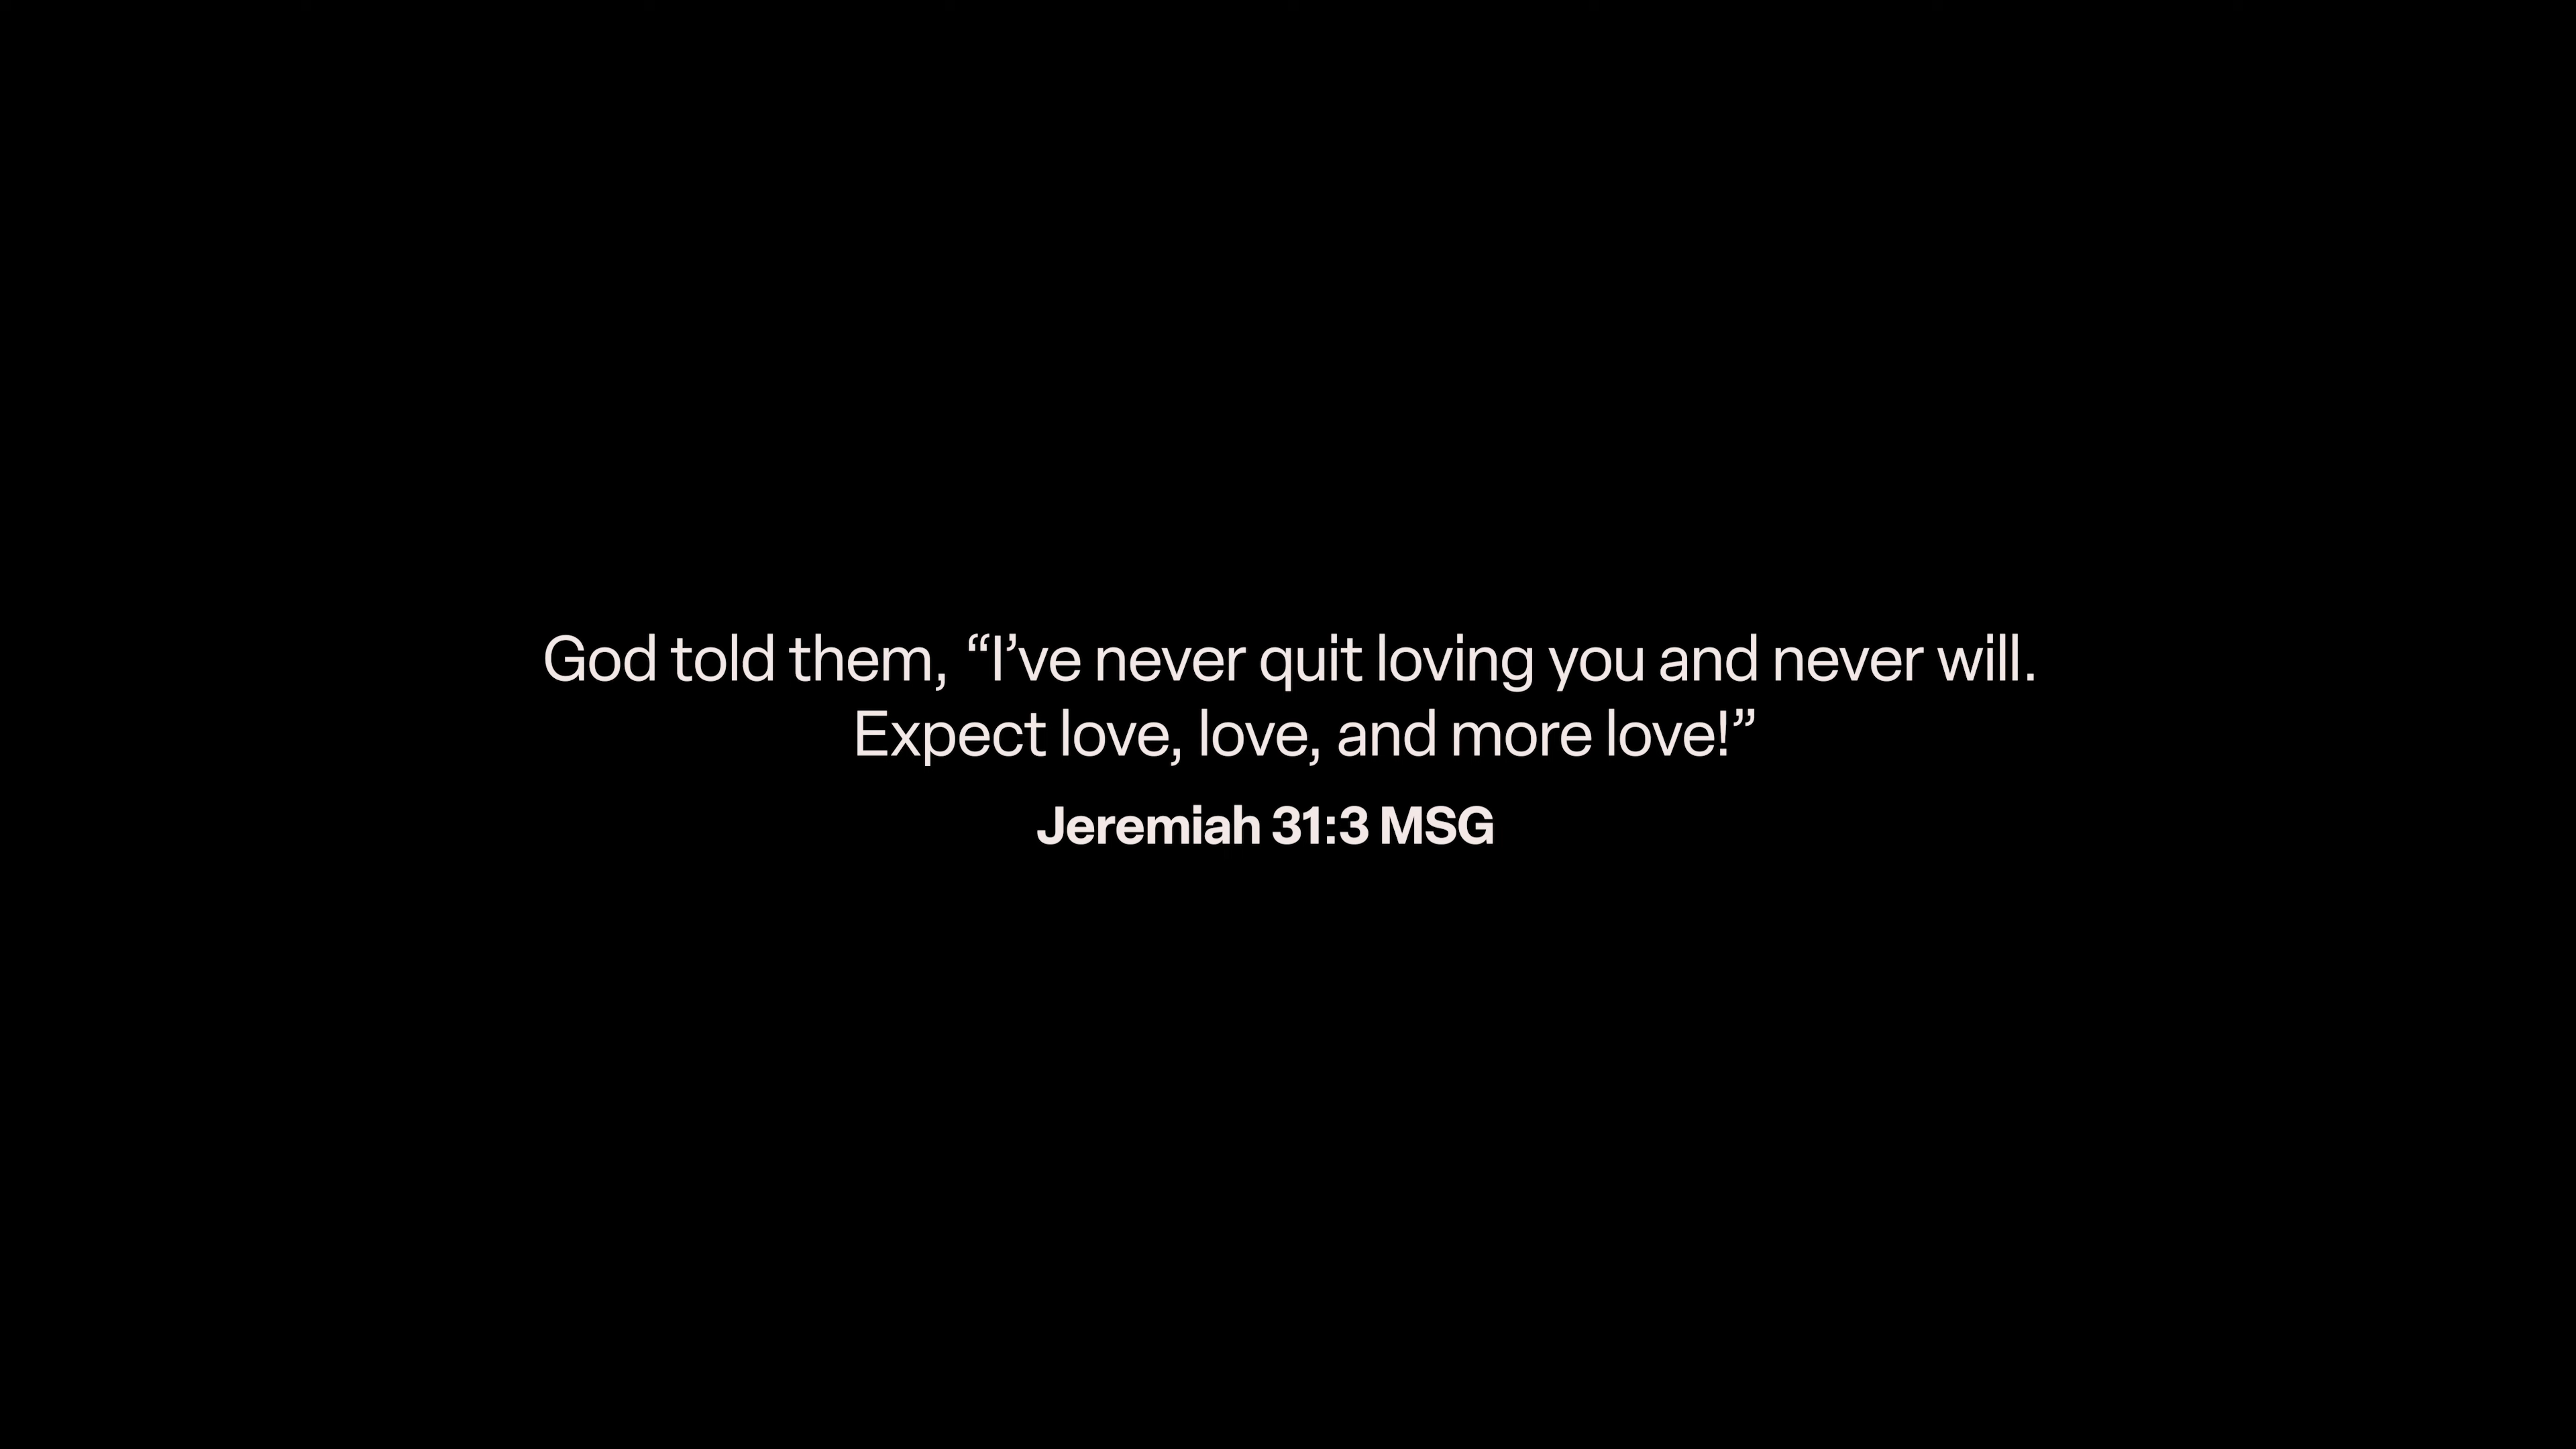 God told them, “I’ve never quit loving you and never will.
Expect love, love, and more love!”
Jeremiah 31:3 MSG